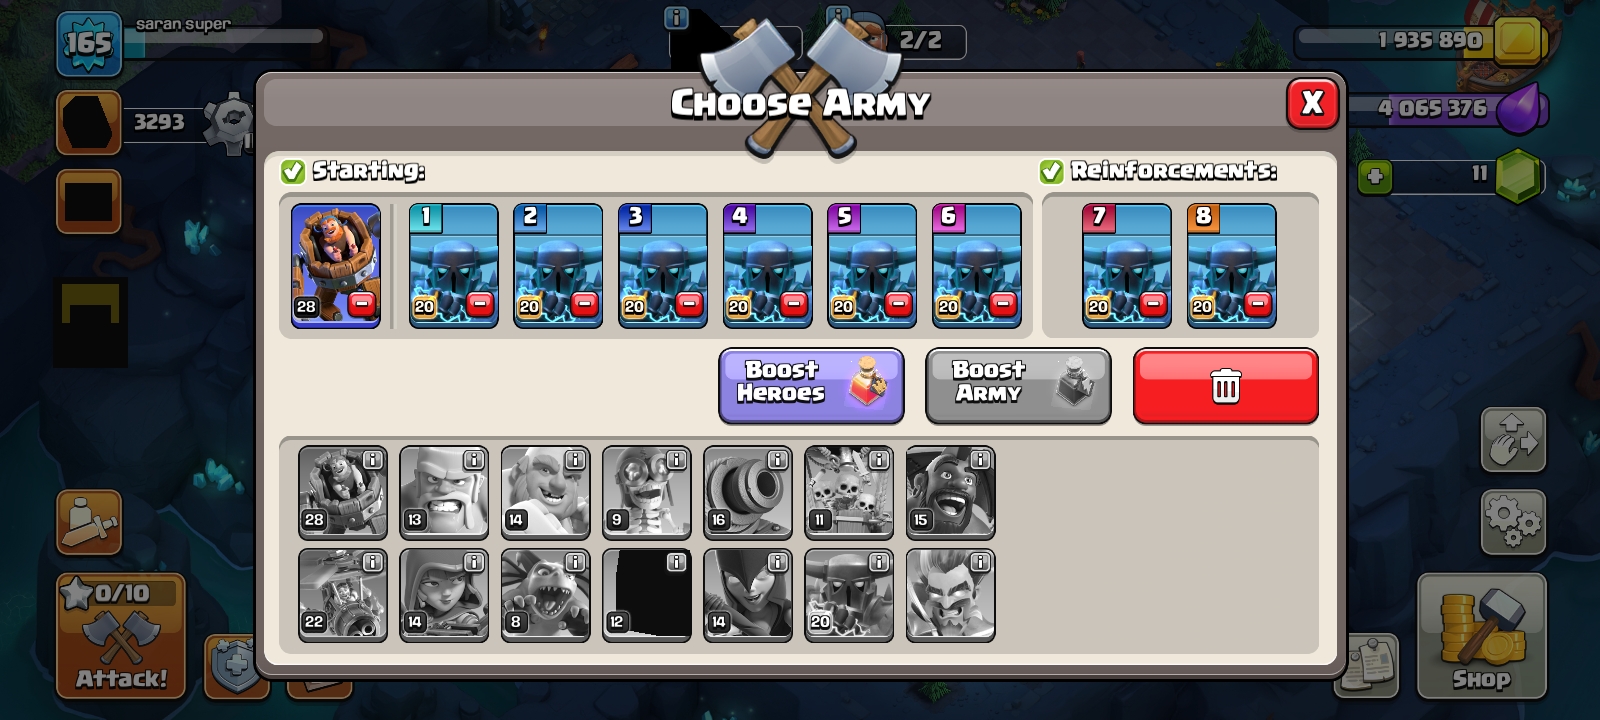 165
saran super
2/2
1 935 890
3293
4 065 376
11
Choose Army
X
Starting:
Reinforcements:
28
1 2 3 4 5 6 7 8
20 20 20 20 20 20 20 20
Boost Heroes
Boost Army
28 13 14 9 16 11 15
22 14 8 12 14 20
0/10
Attack!
Shop